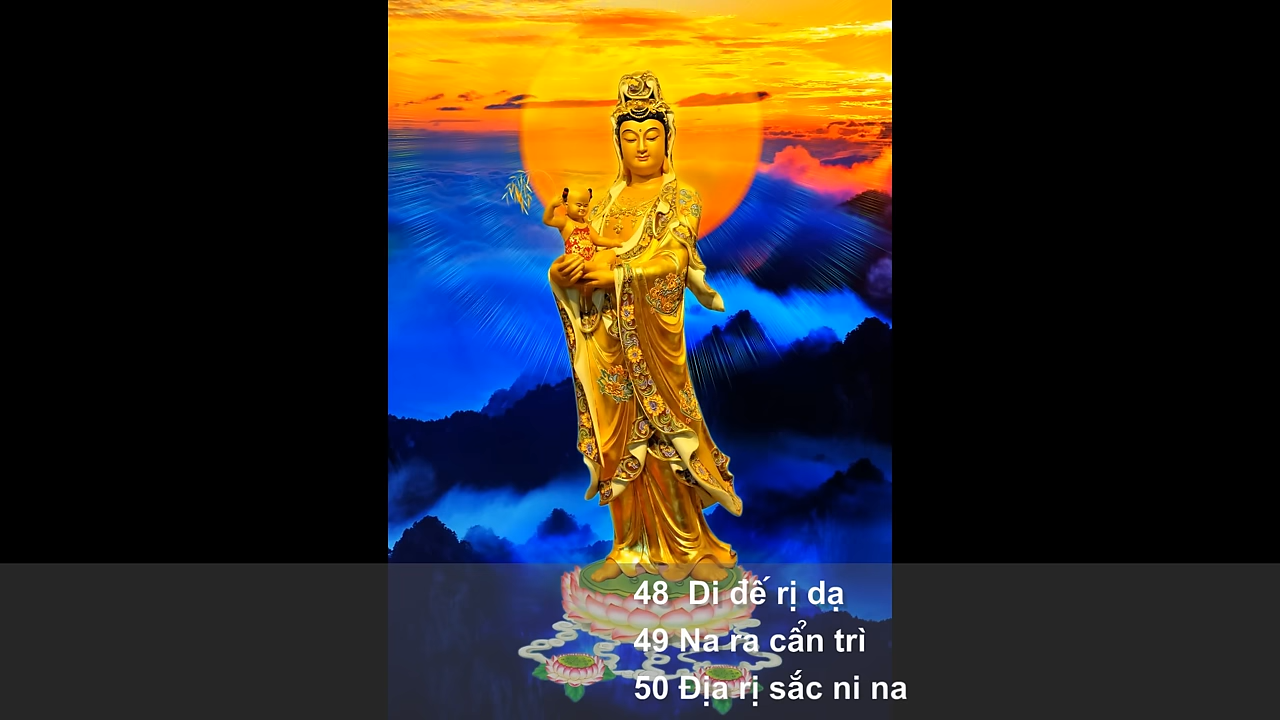 48  Di đế rị dạ
49 Na ra cẩn trì
50 Địa rị sắc ni na